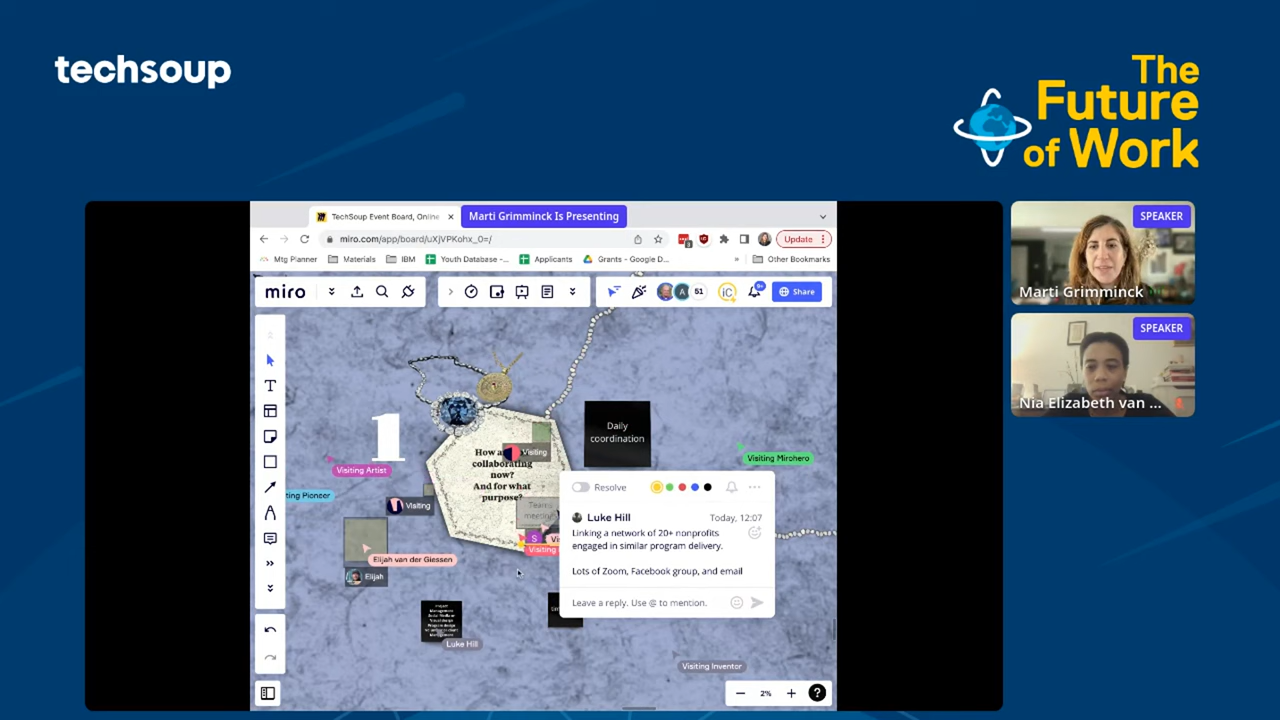 techsoup
The
Future
of Work
TechSoup Event Board, Online
Marti Grimminck Is Presenting
miro.com/app/board/uXjVPKohx_0=/
Update
Mtg Planner
Materials
IBM
Youth Database -...
Applicants
Grants - Google D...
Other Bookmarks
miro
A
51
iC
9+
Share
SPEAKER
Marti Grimminck
SPEAKER
Nia Elizabeth van ...
1
Daily
coordination
How
collaborating
now?
And for what
purpose?
Visiting
Visiting Artist
Visiting Mirohero
ting Pioneer
Visiting
Teams
meeting
S
Elijah van der Giessen
Elijah
Luke Hill
Visiting Inventor
Resolve
Luke Hill
Today, 12:07
Linking a network of 20+ nonprofits
engaged in similar program delivery.
Lots of Zoom, Facebook group, and email
Leave a reply. Use @ to mention.
2%